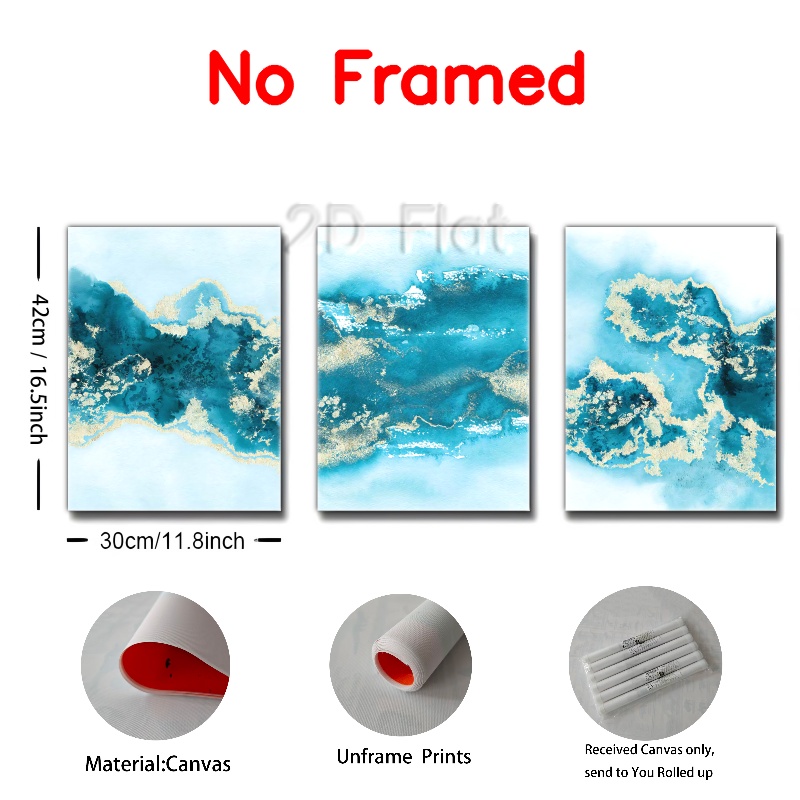 No Framed
2D Flat
42cm / 16.5inch
30cm/11.8inch
Material:Canvas
Unframe Prints
Received Canvas only,
send to You Rolled up